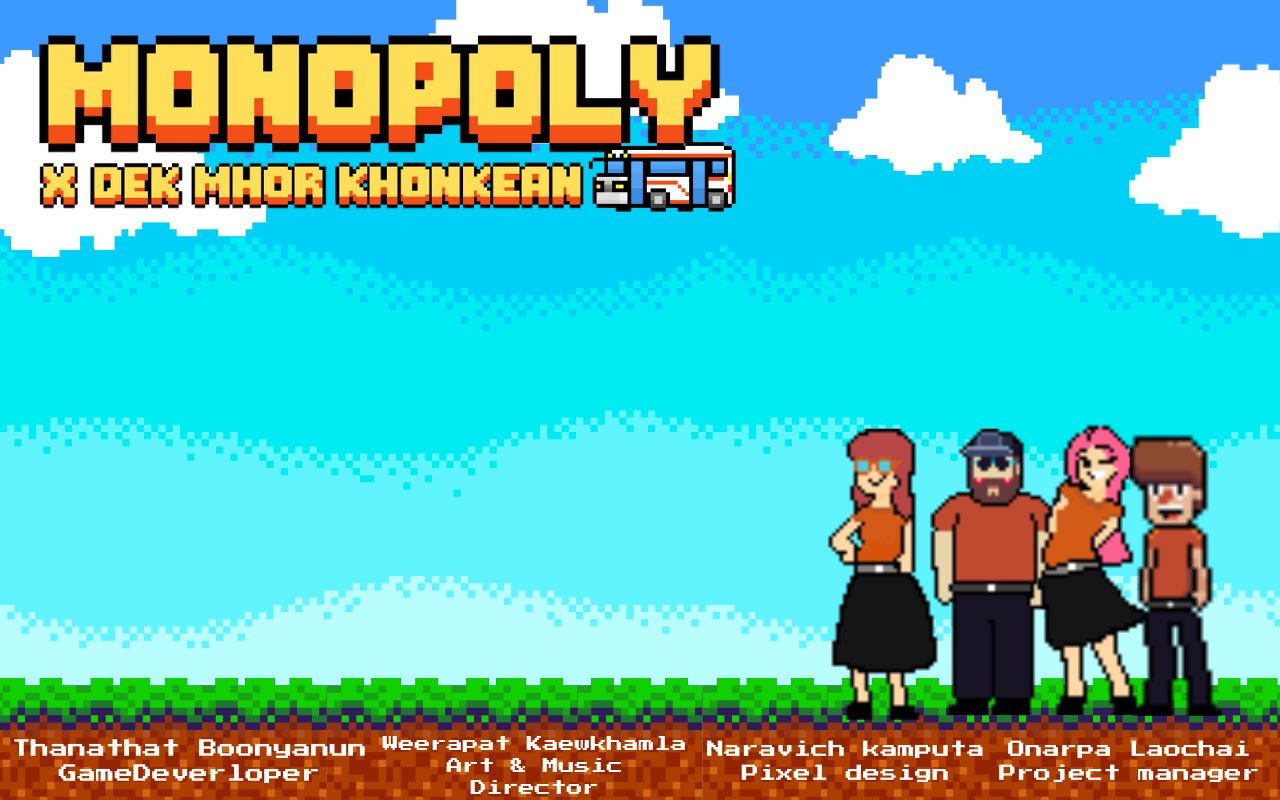 MONOPOLY
X DEK MHOR KHONKEAN
Thanathat Boonyanun
GameDeverloper
Weerapat Kaewkhamla
Art & Music
Director
Naravich kamputa
Pixel design
Onarpa Laochai
Project manager